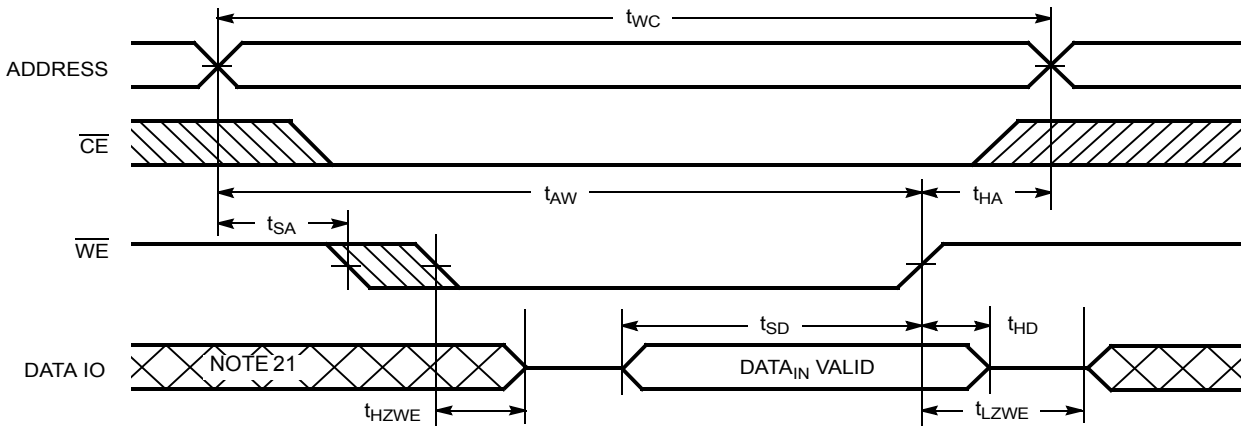 tWC
ADDRESS
CE
tAW
tHA
tSA
WE
tSD
tHD
DATA IO
NOTE 21
DATAIN VALID
tHZWE
tLZWE